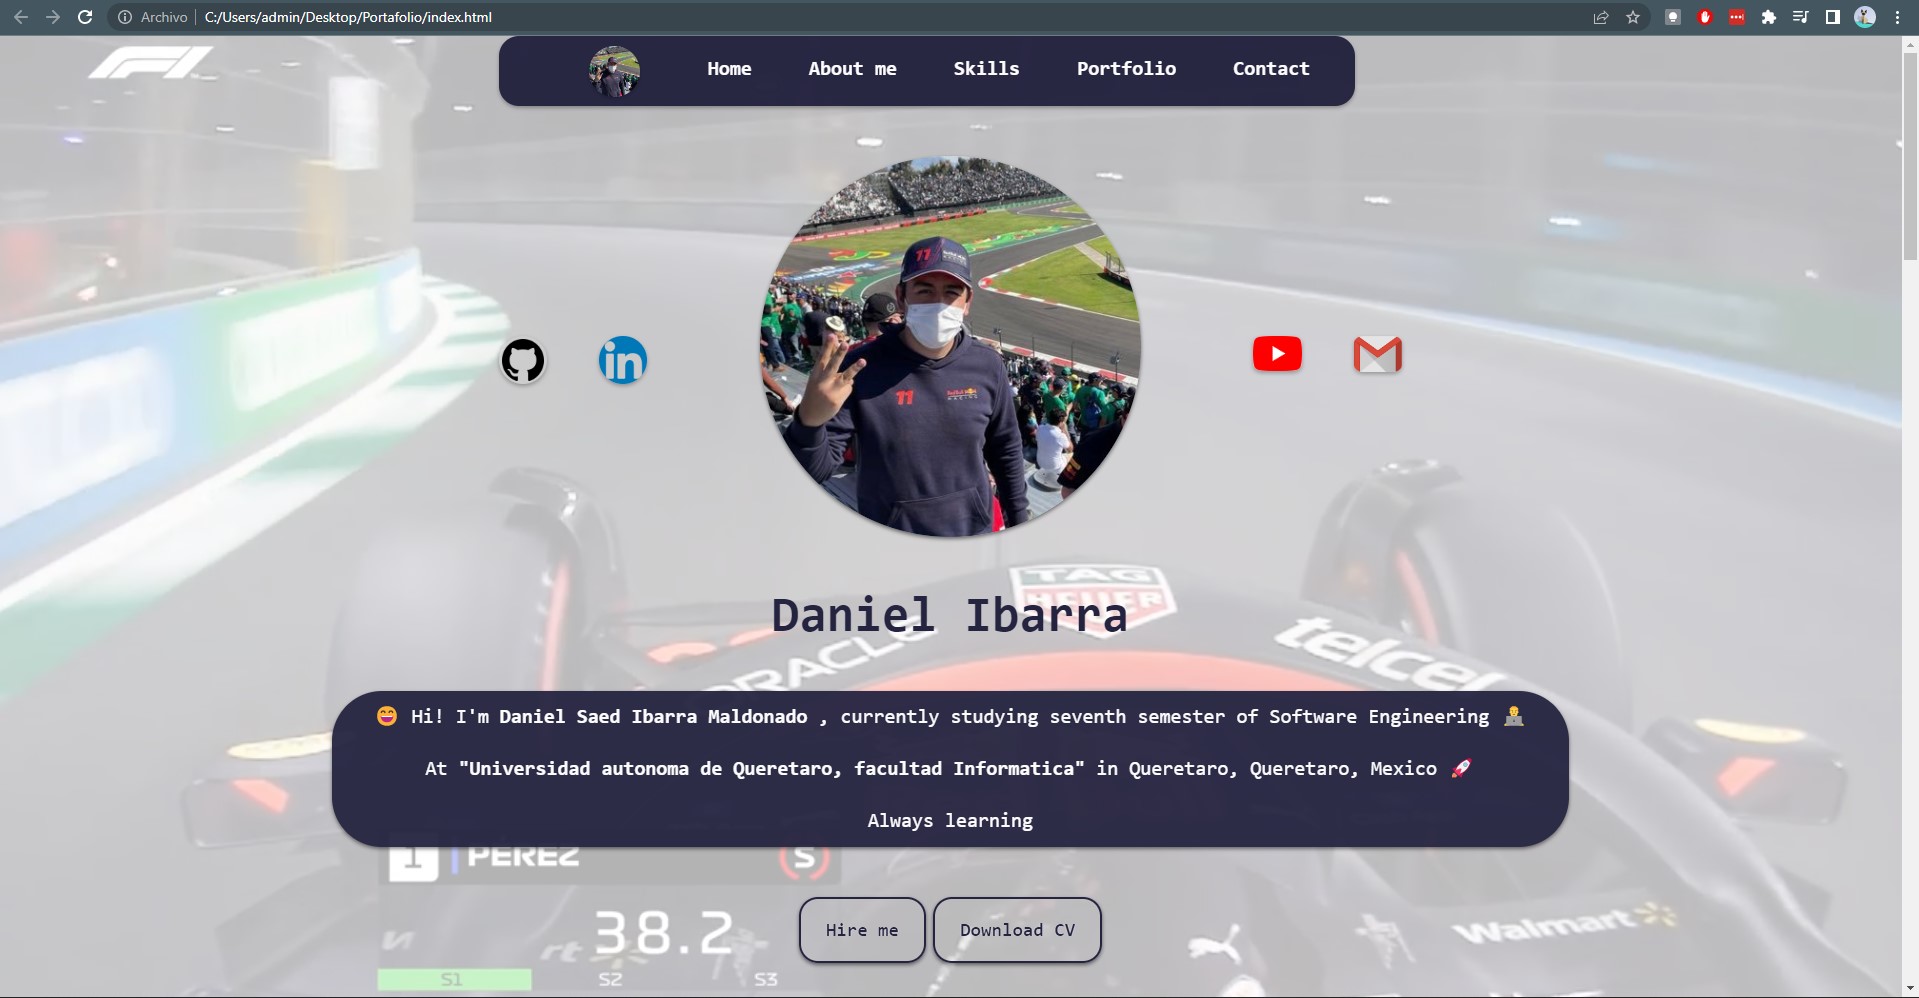 Archivo
C:/Users/admin/Desktop/Portafolio/index.html
F1
Home
About me
Skills
Portfolio
Contact
11
11
in
Daniel Ibarra
TAG
HEUER
ORACLE
telcel
😄 Hi! I'm Daniel Saed Ibarra Maldonado , currently studying seventh semester of Software Engineering 🧑‍💻
At "Universidad autonoma de Queretaro, facultad Informatica" in Queretaro, Queretaro, Mexico 🚀
Always learning
1 PEREZ S
38.2
S1 S2 S3
Hire me
Download CV
Walmart